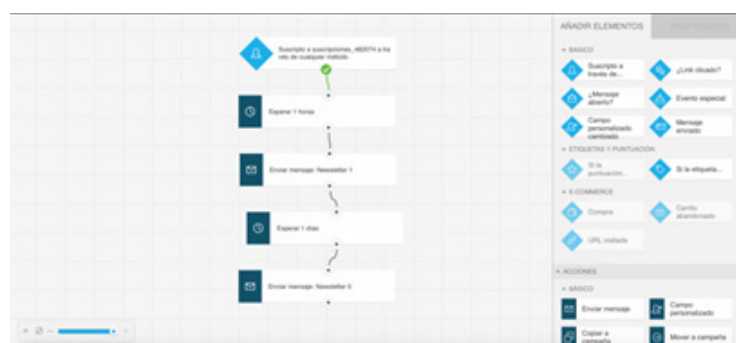 Suscripto a suscripciones_482074 a tra
vés de cualquier método
Esperar 1 horas
Enviar mensaje: Newsletter 1
Esperar 1 días
Enviar mensaje: Newsletter 5
AÑADIR ELEMENTOS
BÁSICO
Suscripto a
través de...
¿Link clicado?
¿Mensaje
abierto?
Evento especial
Campo
personalizado
cambiado
Mensaje
enviado
ETIQUETAS Y PUNTUACIÓN
Si la
puntuación...
Si la etiqueta...
E-COMMERCE
Compra
Carrito
abandonado
URL visitada
ACCIONES
BÁSICO
Enviar mensaje
Campo
personalizado
Copiar a
campaña
Mover a campaña